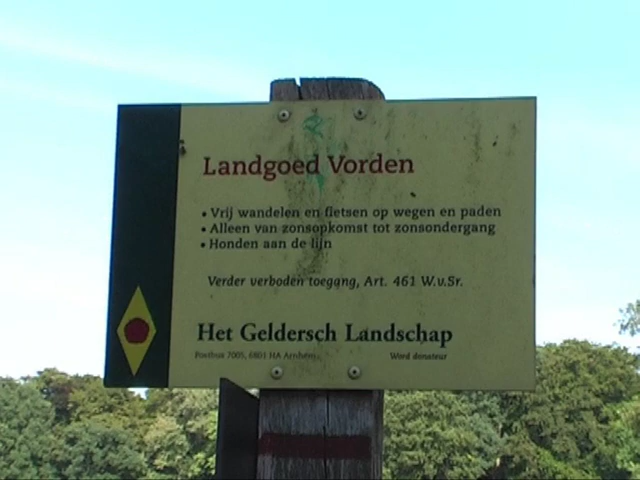 Landgoed Vorden
• Vrij wandelen en fietsen op wegen en paden
• Alleen van zonsopkomst tot zonsondergang
• Honden aan de lijn
Verder verboden toegang, Art. 461 W.v.Sr.
Het Geldersch Landschap
Postbus 7005, 6801 HA Arnhem Word donateur